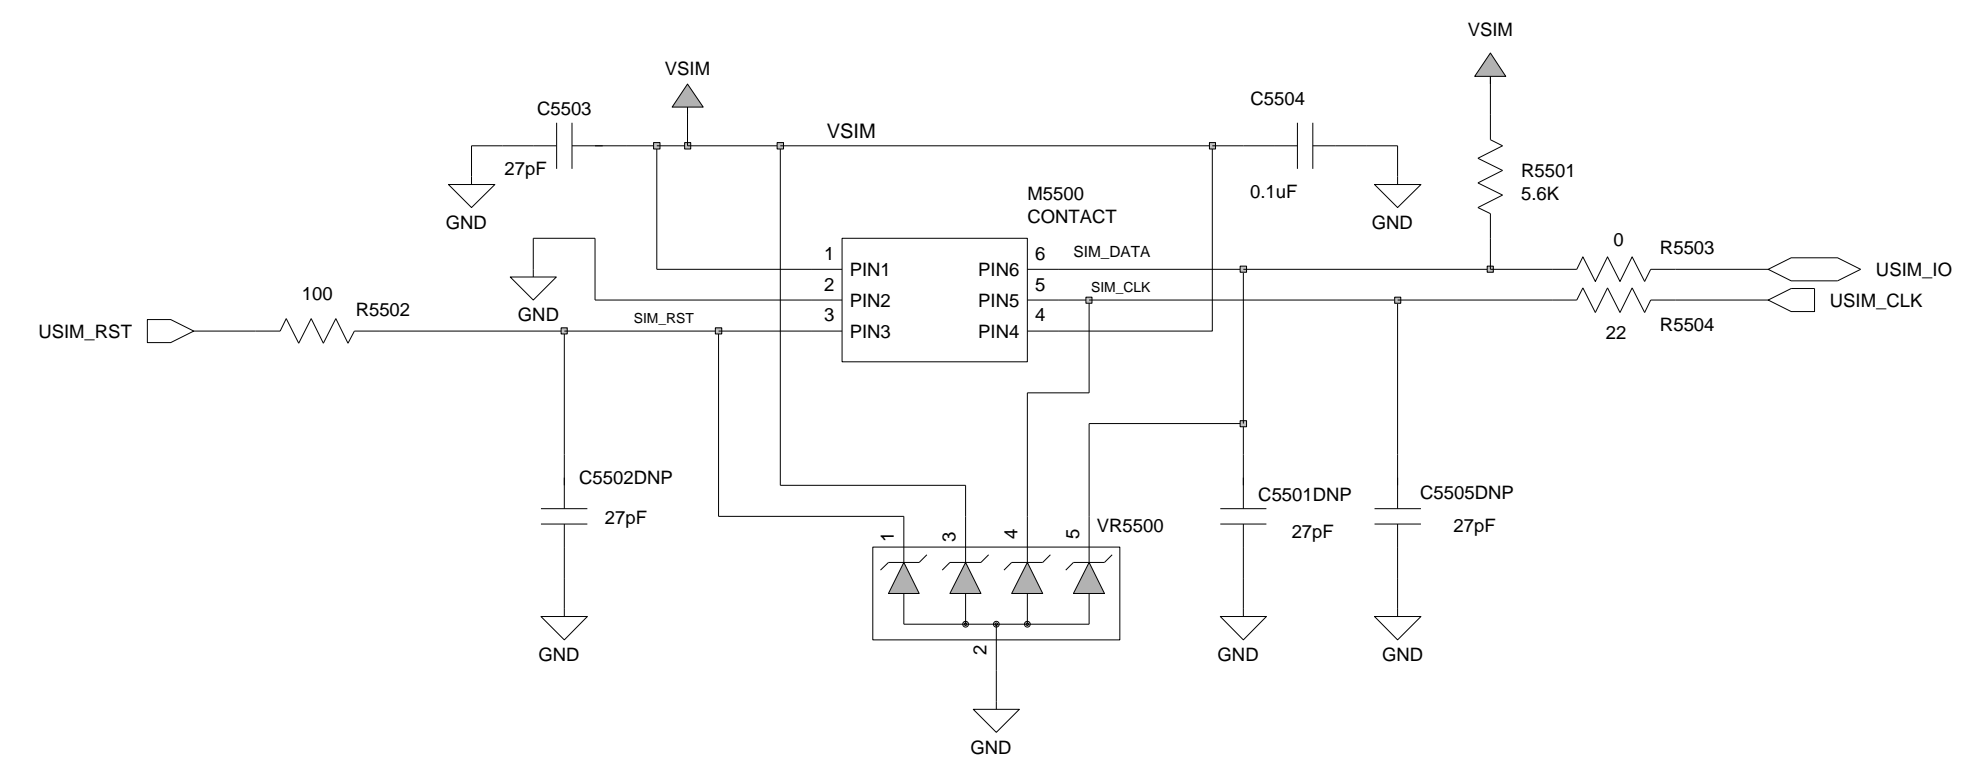 VSIM
VSIM
C5503
C5504
VSIM
27pF
R5501
5.6K
M5500
CONTACT
0.1uF
GND
GND
1
PIN1
PIN6
6
SIM_DATA
0
R5503
USIM_IO
2
PIN2
PIN5
5
SIM_CLK
USIM_CLK
GND
100
R5502
USIM_RST
SIM_RST
3
PIN3
PIN4
4
22
R5504
C5502DNP
27pF
C5501DNP
27pF
C5505DNP
27pF
1
3
4
5
VR5500
2
GND
GND
GND
GND